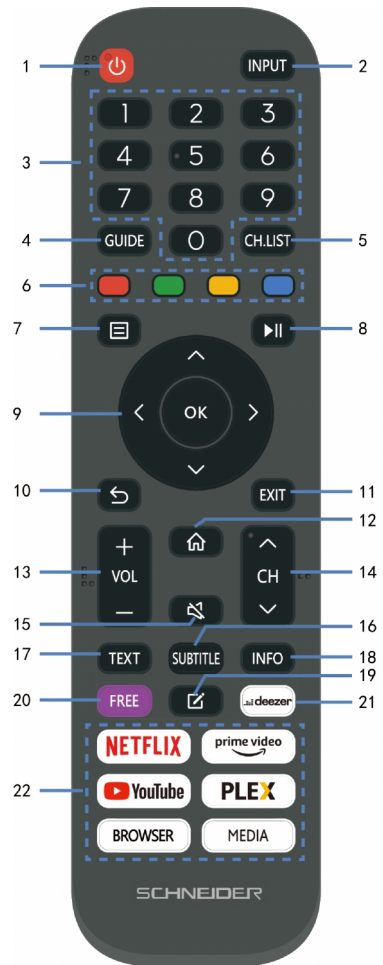 1 INPUT 2
1 2 3
3 4 5 6
7 8 9
4 GUIDE 0 CH.LIST 5
6
7 8
9 OK
10 EXIT 11
12
+
13 VOL CH 14
–
15 16
17 TEXT SUBTITLE INFO 18
19
20 FREE deezer 21
NETFLIX prime video
22 YouTube PLEX
BROWSER MEDIA
SCHNEIDER